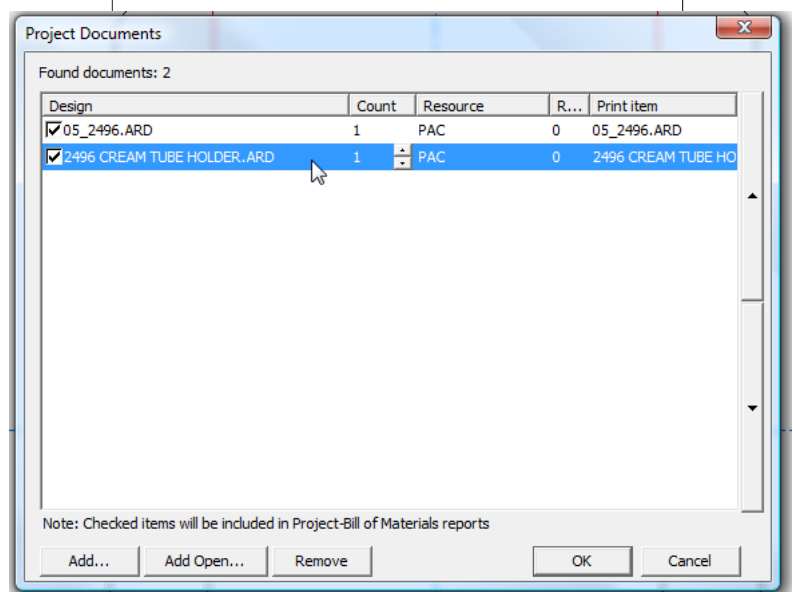 Project Documents
Found documents: 2
Design Count Resource R... Print item
05_2496.ARD 1 PAC 0 05_2496.ARD
2496 CREAM TUBE HOLDER.ARD 1 PAC 0 2496 CREAM TUBE HO
Note: Checked items will be included in Project-Bill of Materials reports
Add... Add Open... Remove OK Cancel